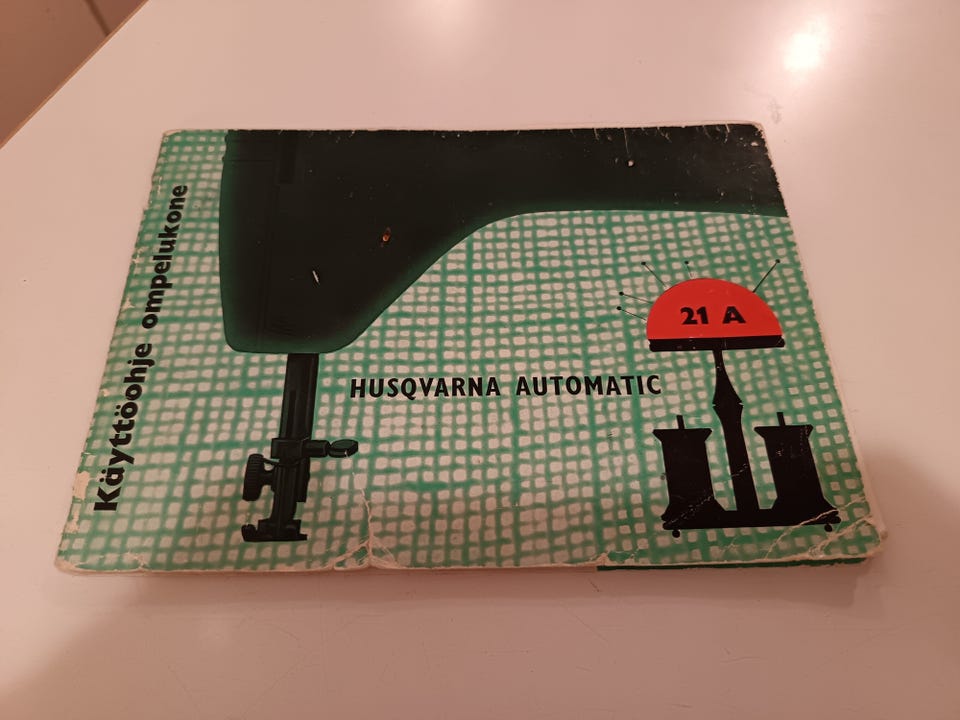 Käyttöohje ompelukone
HUSQVARNA AUTOMATIC
21 A